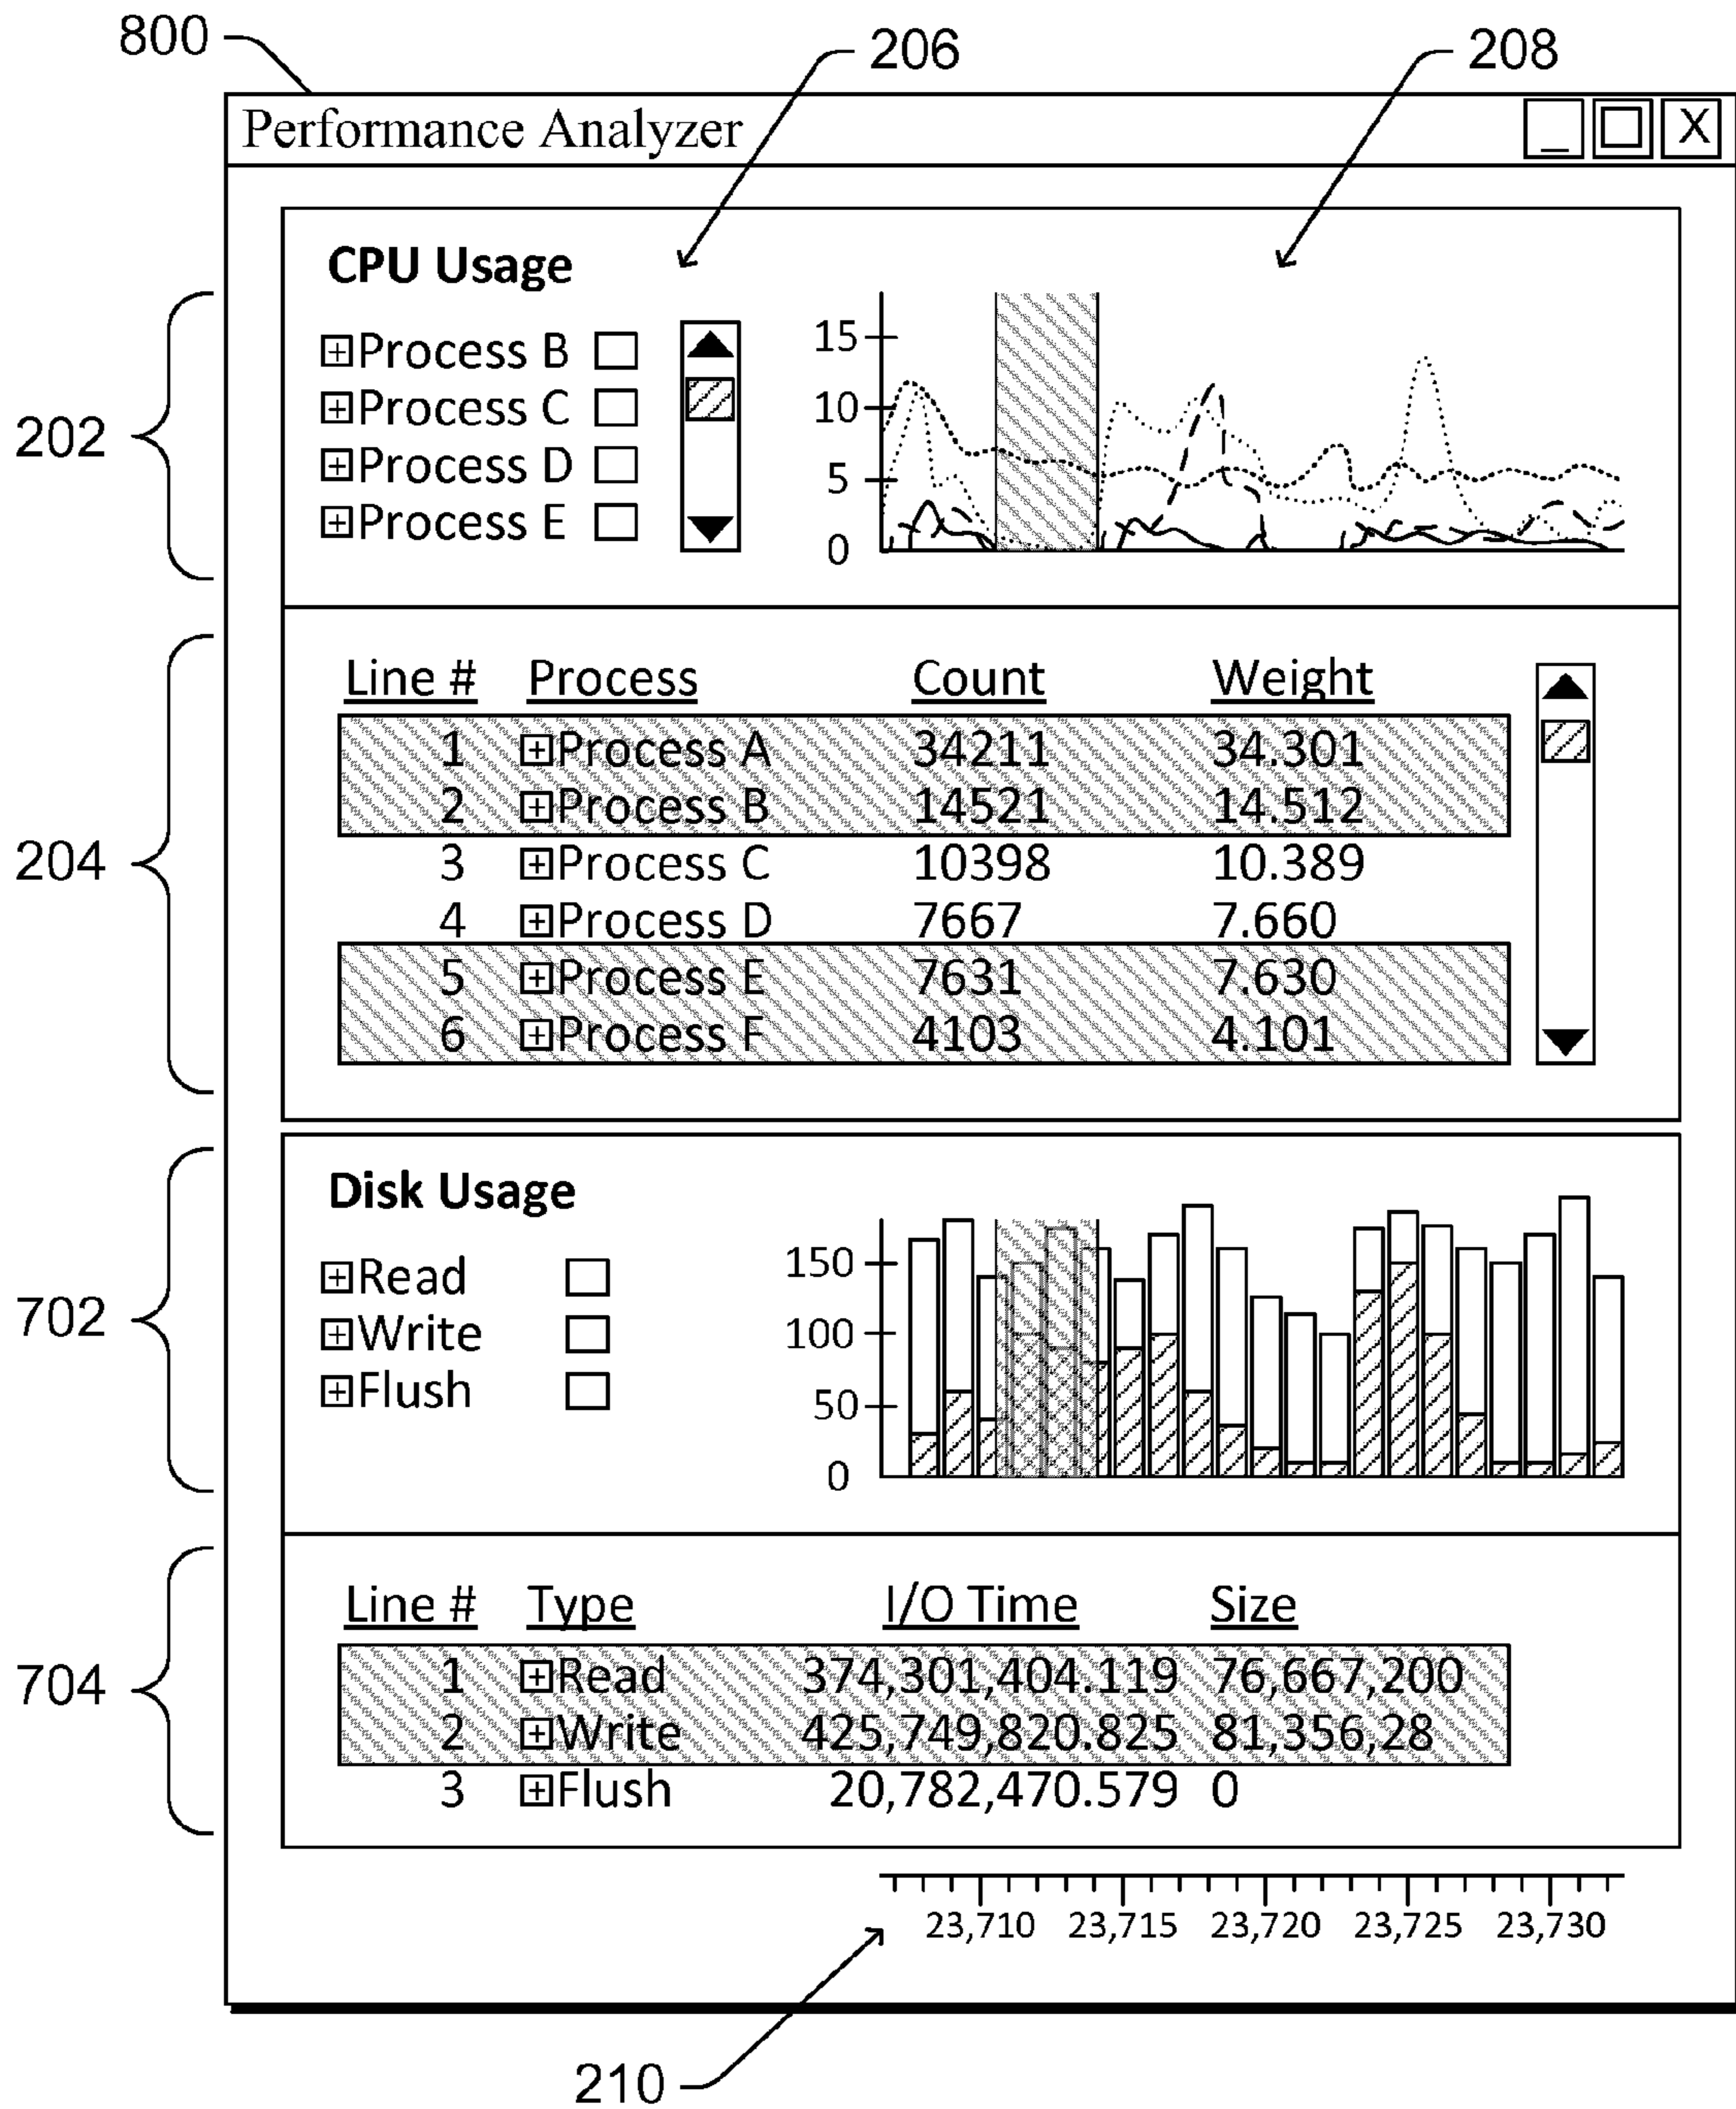 800
206
208
Performance Analyzer
_ X
CPU Usage
Process B
Process C
Process D
Process E
15
10
5
0
202
Line # Process Count Weight
1 Process A 34211 34.301
2 Process B 14521 14.512
3 Process C 10398 10.389
4 Process D 7667 7.660
5 Process E 7631 7.630
6 Process F 4103 4.101
204
Disk Usage
Read
Write
Flush
150
100
50
0
702
Line # Type I/O Time Size
1 Read 374,301,404.119 76,667,200
2 Write 425,749,820.825 81,356,28
3 Flush 20,782,470.579 0
704
23,710 23,715 23,720 23,725 23,730
210